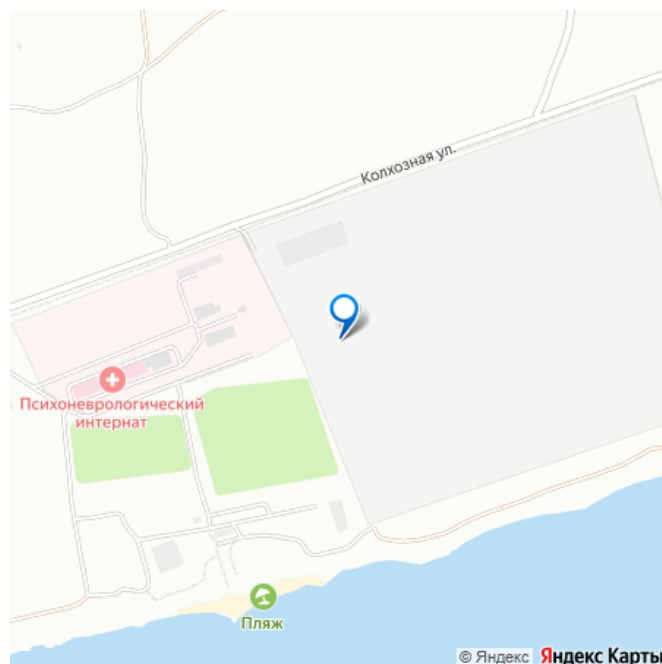 Колхозная ул.
Психоневрологический
интернат
Пляж
© Яндекс Яндекс Карты